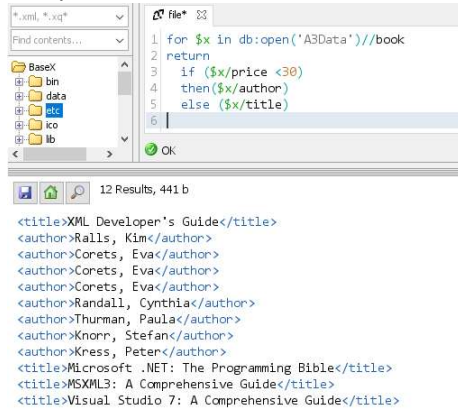 *.xml, *.xq*
Find contents...
BaseX
bin
data
etc
ico
lib
file*
1 for $x in db:open('A3Data')//book
2 return
3 if ($x/price <30)
4 then($x/author)
5 else ($x/title)
6
OK
12 Results, 441 b
<title>XML Developer's Guide</title>
<author>Ralls, Kim</author>
<author>Corets, Eva</author>
<author>Corets, Eva</author>
<author>Corets, Eva</author>
<author>Randall, Cynthia</author>
<author>Thurman, Paula</author>
<author>Knorr, Stefan</author>
<author>Kress, Peter</author>
<title>Microsoft .NET: The Programming Bible</title>
<title>MSXML3: A Comprehensive Guide</title>
<title>Visual Studio 7: A Comprehensive Guide</title>